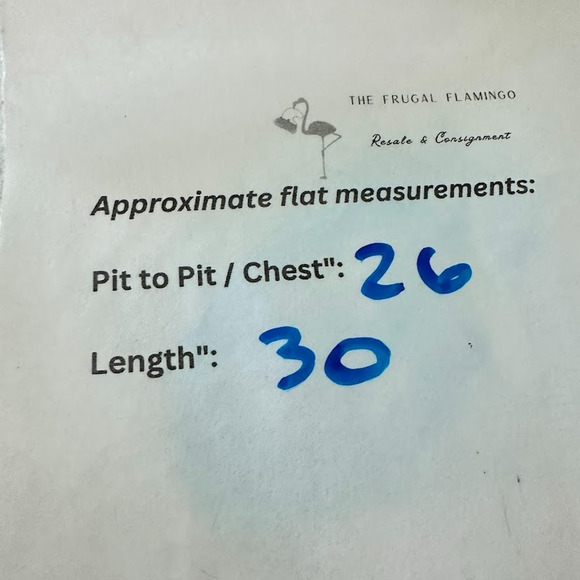 THE FRUGAL FLAMINGO
Resale & Consignment
Approximate flat measurements:
Pit to Pit / Chest": 26
Length": 30